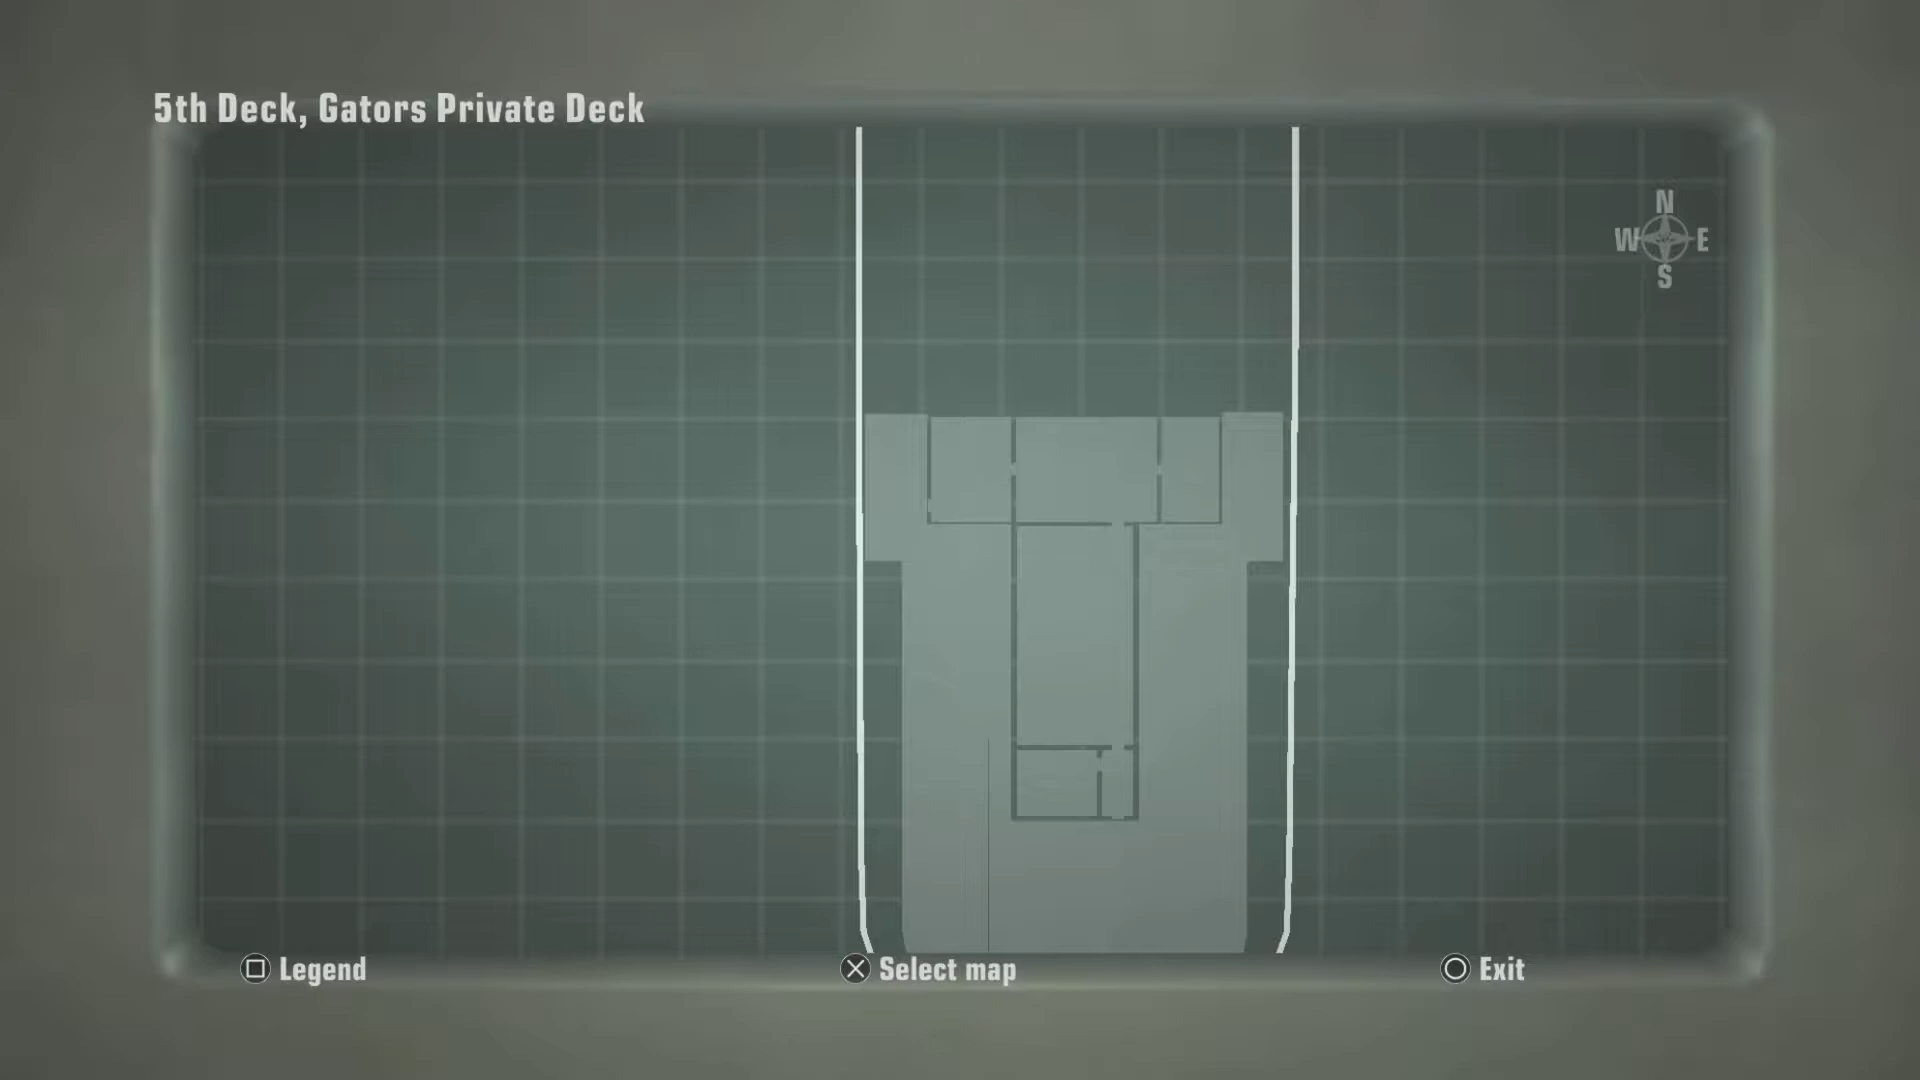 5th Deck, Gators Private Deck
N
W E
S
Legend
Select map
Exit